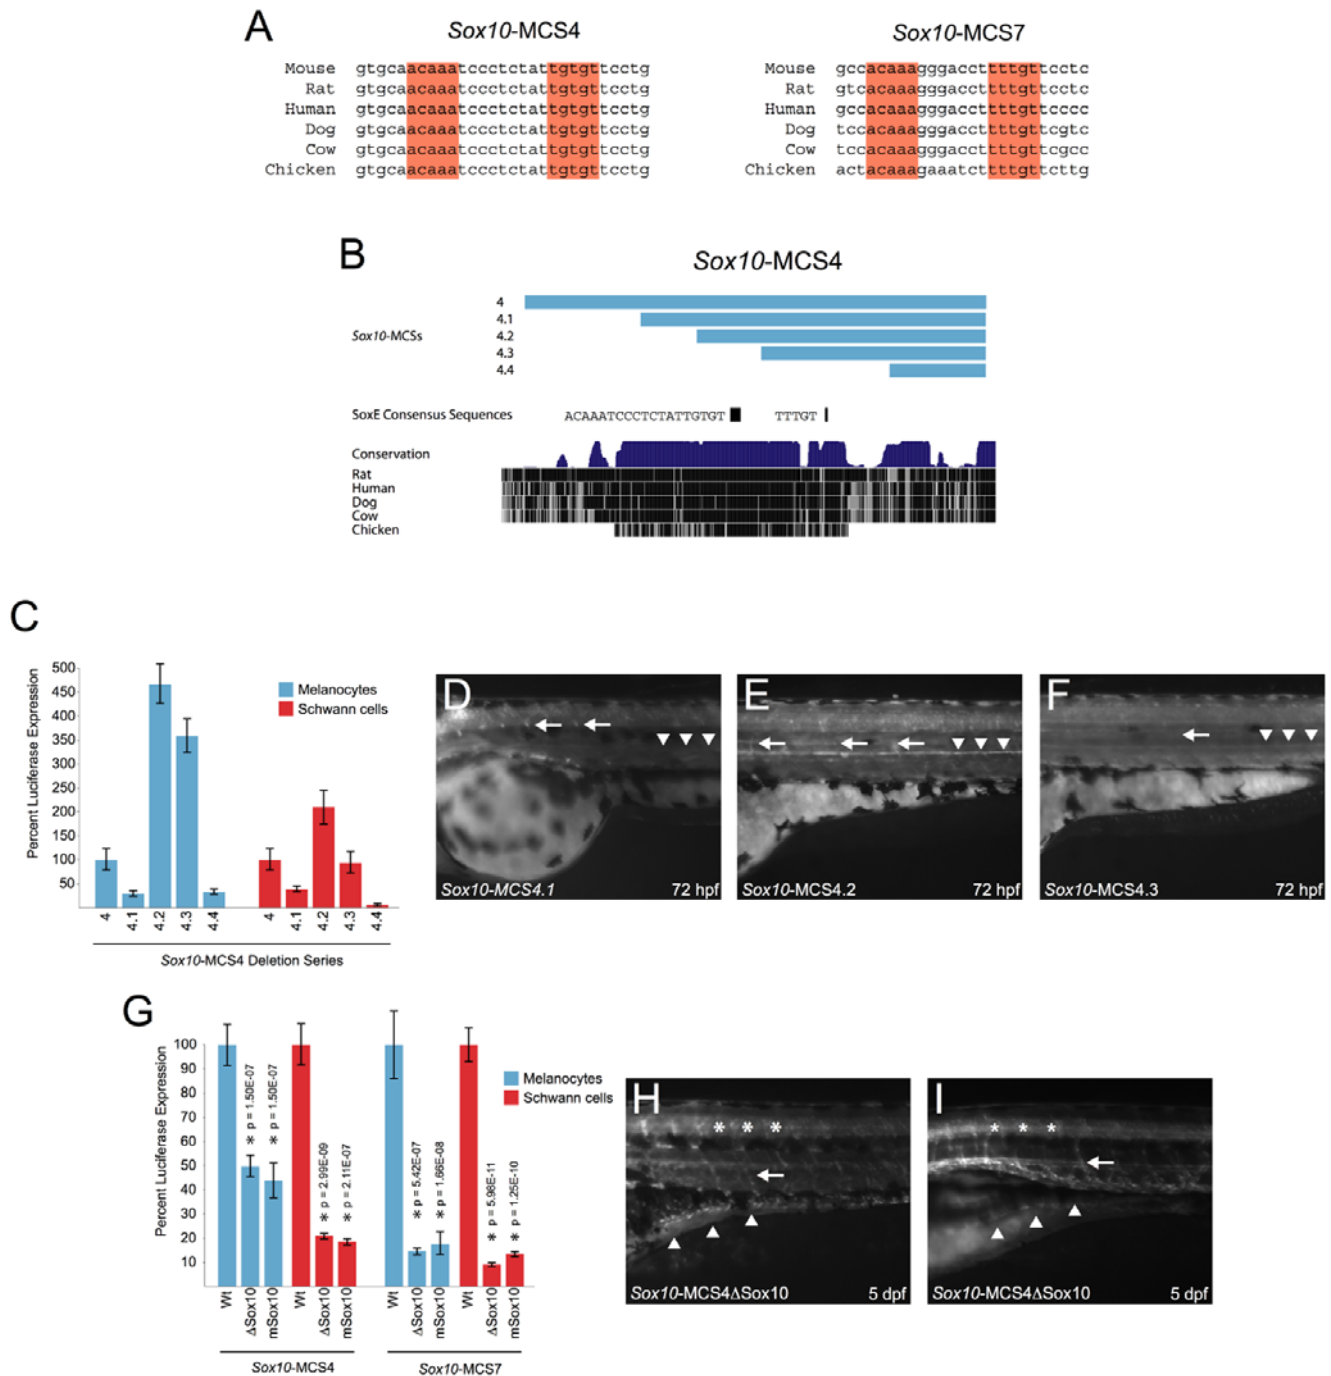 A
Sox10-MCS4
Mouse gtgcaacaaatccctctattgtgttcctg
Rat gtgcaacaaatccctctattgtgttcctg
Human gtgcaacaaatccctctattgtgttcctg
Dog gtgcaacaaatccctctattgtgttcctg
Cow gtgcaacaaatccctctattgtgttcctg
Chicken gtgcaacaaatccctctattgtgttcctg
Sox10-MCS7
Mouse gccacaaagggaccttttgttcctc
Rat gtcacaaagggaccttttgttcctc
Human gccacaaagggaccttttgttcccc
Dog tccacaaagggaccttttgttcgtc
Cow tccacaaagggaccttttgttcgcc
Chicken actacaaagaaatcttttgttcttg
B
Sox10-MCS4
Sox10-MCSs
4
4.1
4.2
4.3
4.4
SoxE Consensus Sequences ACAAATCCCTCTATTGTGT TTTGT
Conservation
Rat
Human
Dog
Cow
Chicken
C
Percent Luciferase Expression
500
450
400
350
300
250
200
150
100
50
Melanocytes
Schwann cells
4 4.1 4.2 4.3 4.4 4 4.1 4.2 4.3 4.4
Sox10-MCS4 Deletion Series
D
Sox10-MCS4.1 72 hpf
E
Sox10-MCS4.2 72 hpf
F
Sox10-MCS4.3 72 hpf
G
Percent Luciferase Expression
100
90
80
70
60
50
40
30
20
10
* p = 1.50E-07
* p = 1.50E-07
* p = 2.99E-09
* p = 2.11E-07
* p = 5.42E-07
* p = 1.66E-08
* p = 5.98E-11
* p = 1.25E-10
Melanocytes
Schwann cells
Wt ΔSox10 mSox10 Wt ΔSox10 mSox10 Wt ΔSox10 mSox10 Wt ΔSox10 mSox10
Sox10-MCS4 Sox10-MCS7
H
* * *
Sox10-MCS4ΔSox10 5 dpf
I
* * *
Sox10-MCS4ΔSox10 5 dpf